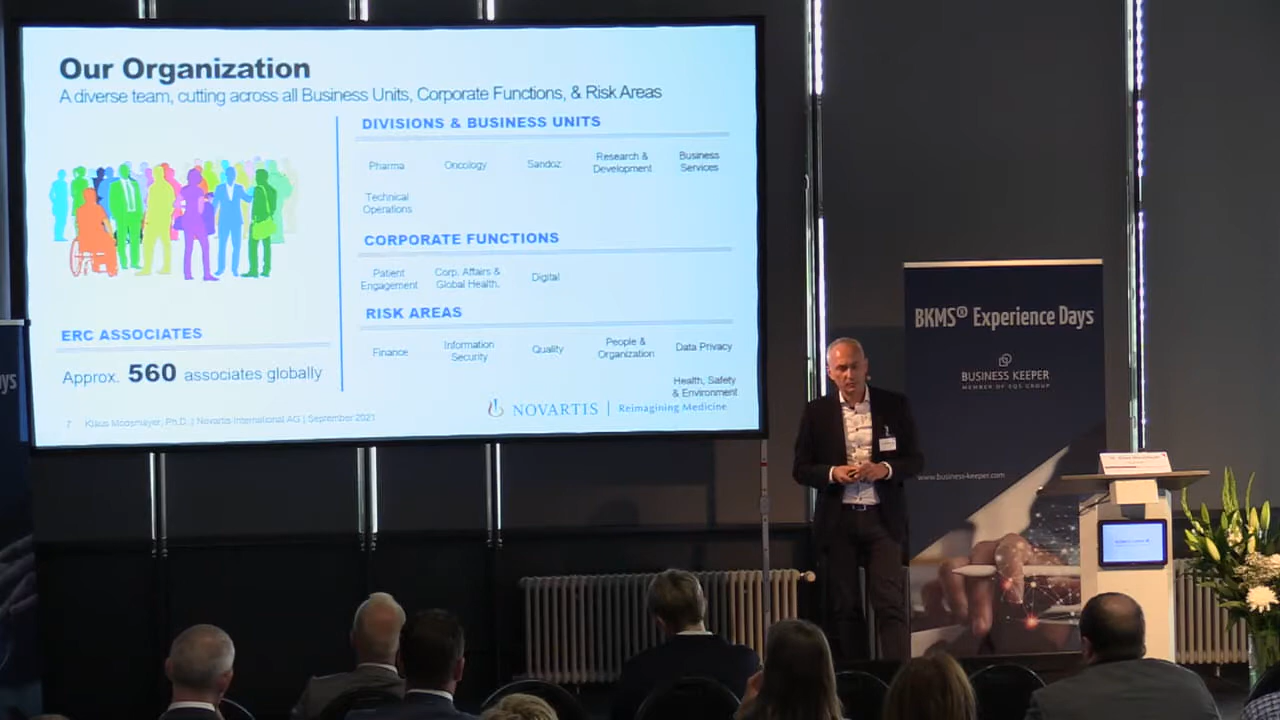 Our Organization
A diverse team, cutting across all Business Units, Corporate Functions, & Risk Areas
DIVISIONS & BUSINESS UNITS
Pharma
Oncology
Sandoz
Research &
Development
Business
Services
Technical
Operations
CORPORATE FUNCTIONS
Patient
Engagement
Corp. Affairs &
Global Health.
Digital
RISK AREAS
Finance
Information
Security
Quality
People &
Organization
Data Privacy
Health, Safety
& Environment
ERC ASSOCIATES
Approx. 560 associates globally
7 Klaus Moosmayer, Ph.D. | Novartis International AG | September 2021
NOVARTIS | Reimagining Medicine
BKMS® Experience Days
BUSINESS KEEPER
MEMBER OF EQS GROUP
www.business-keeper.com
ys